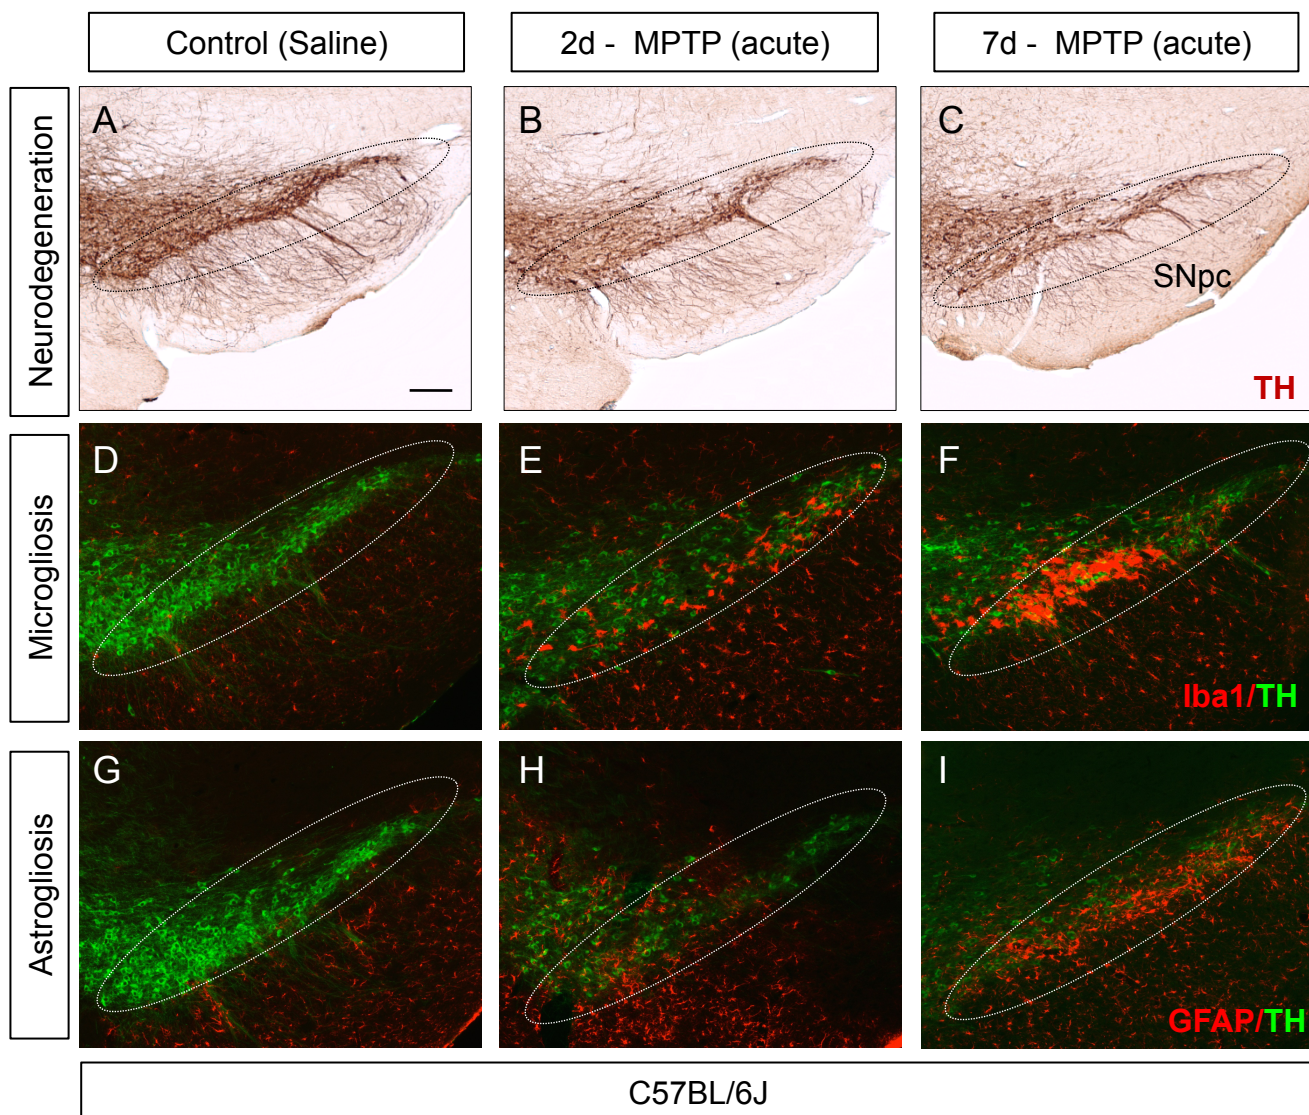 Control (Saline)
2d - MPTP (acute)
7d - MPTP (acute)
Neurodegeneration
A
B
C
SNpc
TH
Microgliosis
D
E
F
Iba1/TH
Astrogliosis
G
H
I
GFAP/TH
C57BL/6J